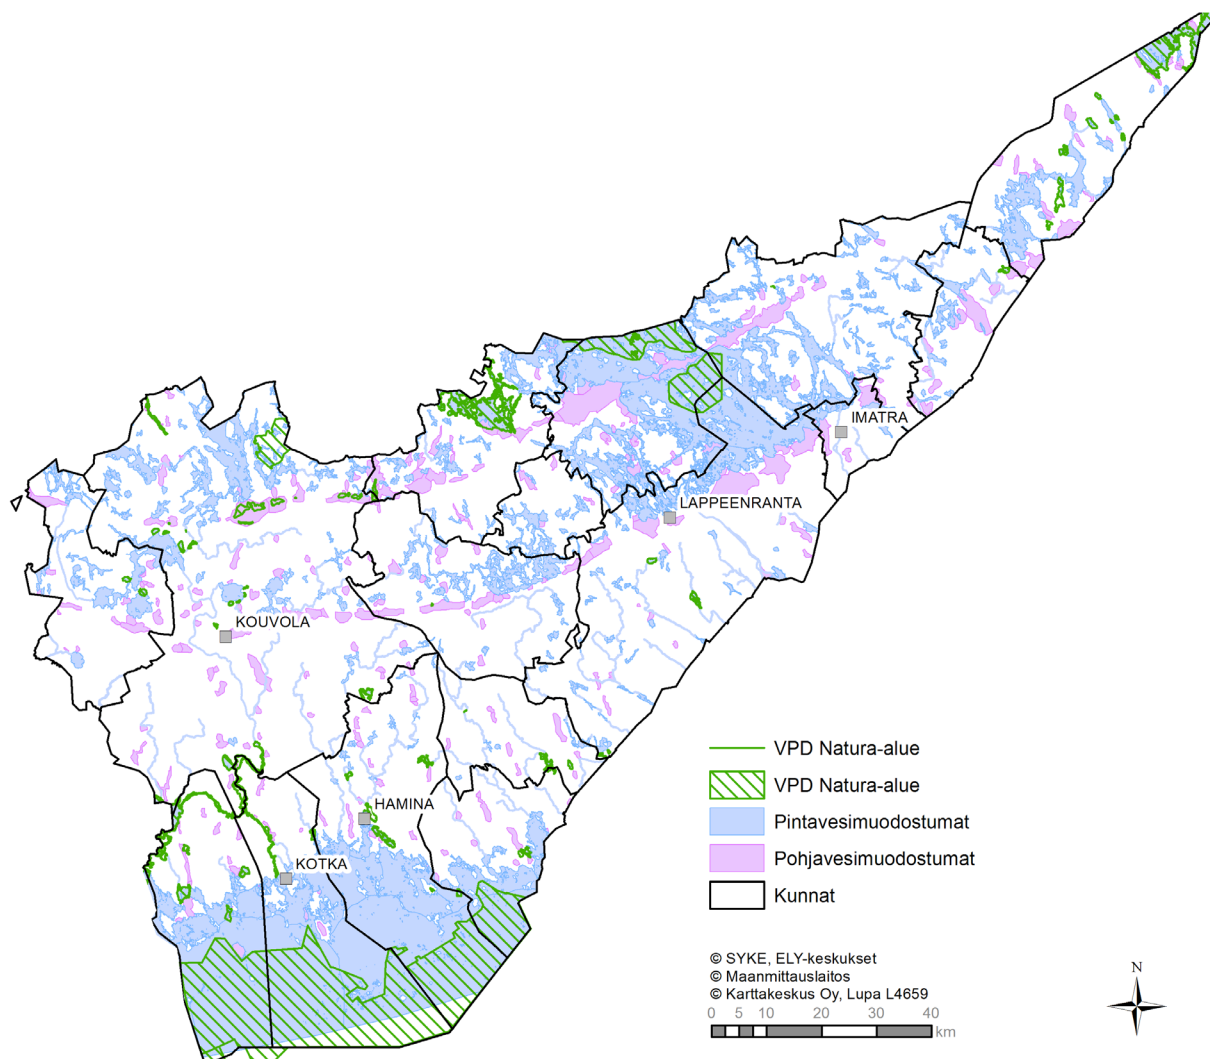 IMATRA
LAPPEENRANTA
KOUVOLA
HAMINA
KOTKA
VPD Natura-alue
VPD Natura-alue
Pintavesimuodostumat
Pohjavesimuodostumat
Kunnat
© SYKE, ELY-keskukset
© Maanmittauslaitos
© Karttakeskus Oy, Lupa L4659
0 5 10 20 30 40
km
N